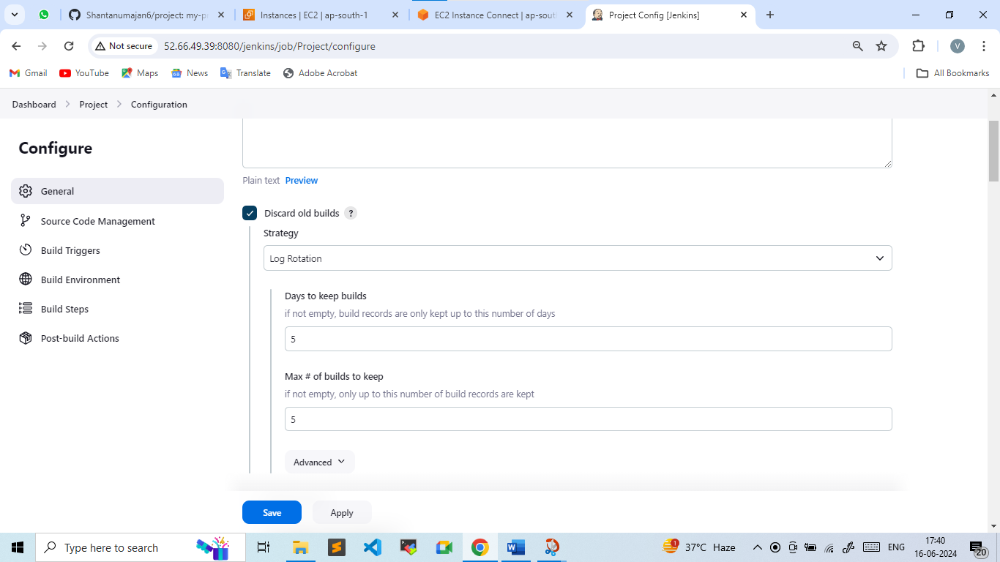 Shantanumajan6/project: my-pr
Instances | EC2 | ap-south-1
EC2 Instance Connect | ap-sout
Project Config [Jenkins]
Not secure
52.66.49.39:8080/jenkins/job/Project/configure
V
Gmail
YouTube
Maps
News
Translate
Adobe Acrobat
All Bookmarks
Dashboard
Project
Configuration
Configure
General
Source Code Management
Build Triggers
Build Environment
Build Steps
Post-build Actions
Plain text Preview
Discard old builds ?
Strategy
Log Rotation
Days to keep builds
if not empty, build records are only kept up to this number of days
5
Max # of builds to keep
if not empty, only up to this number of build records are kept
5
Advanced
Save
Apply
Type here to search
1
37°C Haze
ENG
17:40
16-06-2024
20